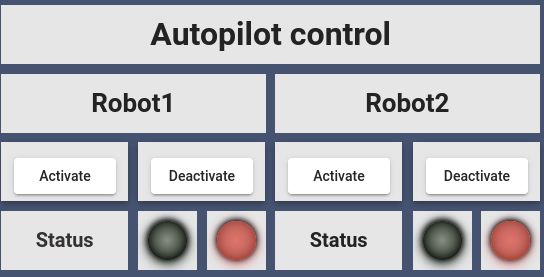 Autopilot control
Robot1 Robot2
Activate Deactivate Activate Deactivate
Status Status